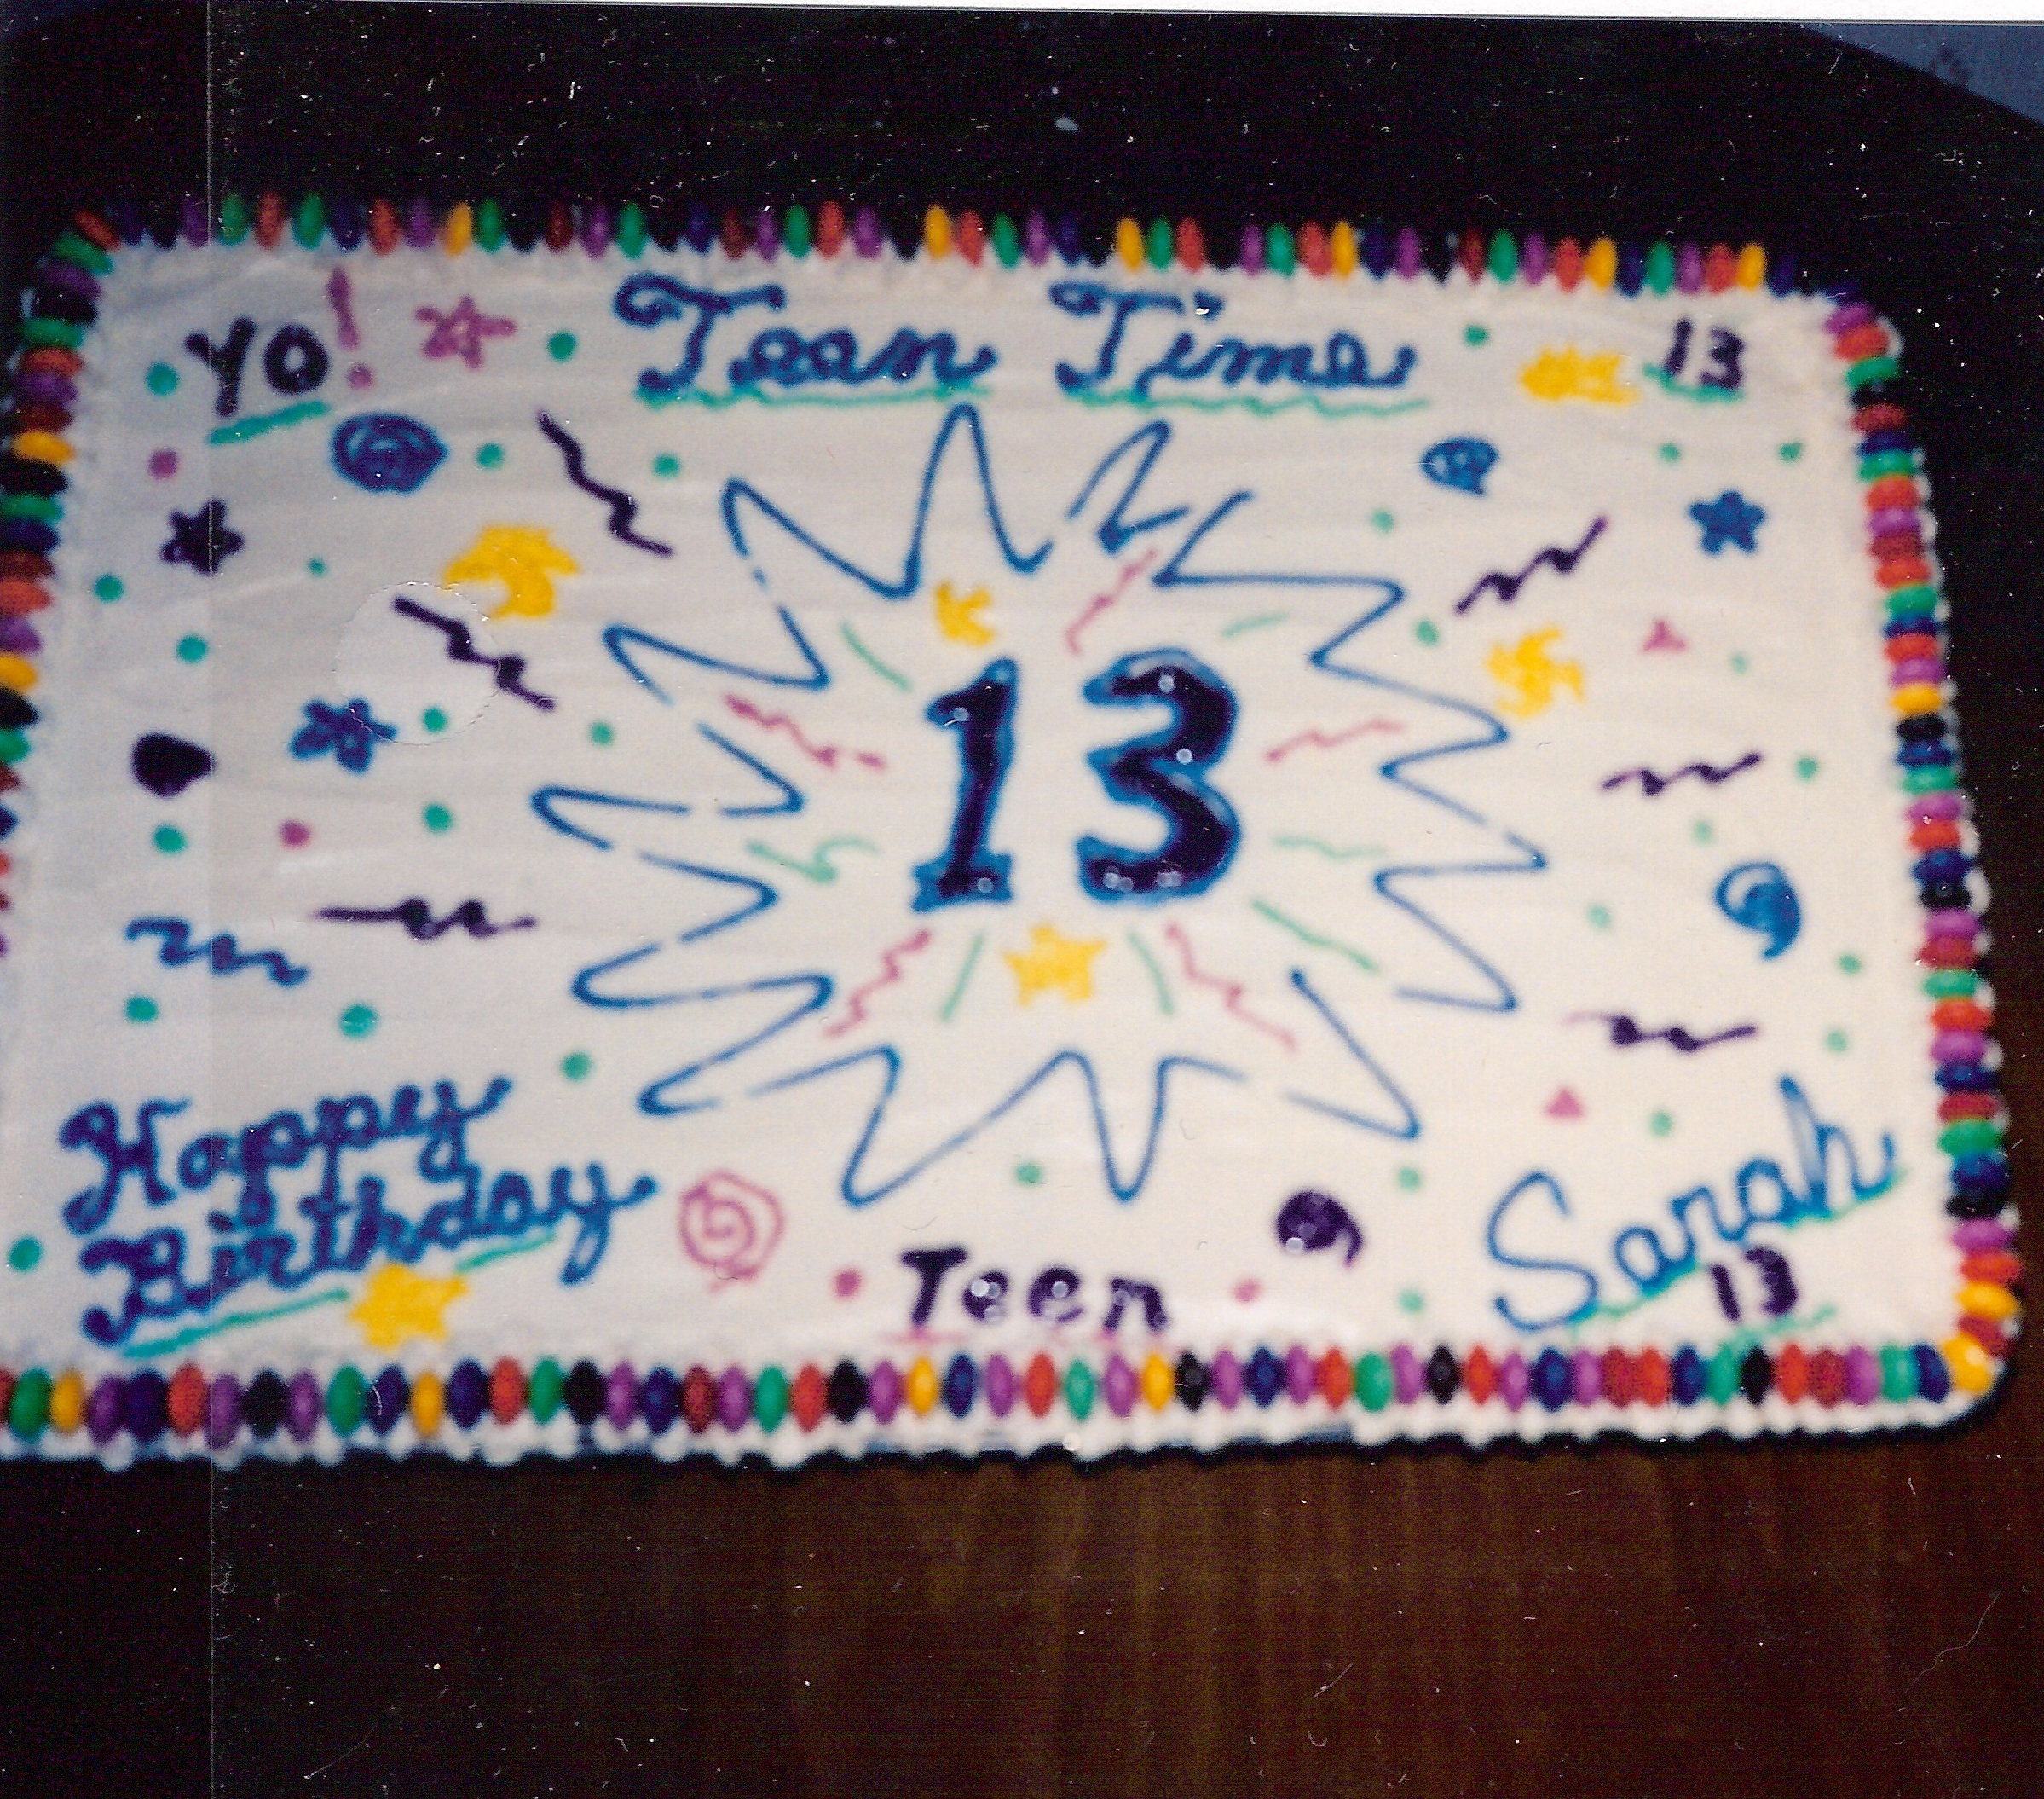 YO!
Teen Time
13
13
Happy
Birthday
Teen
Sarah
13